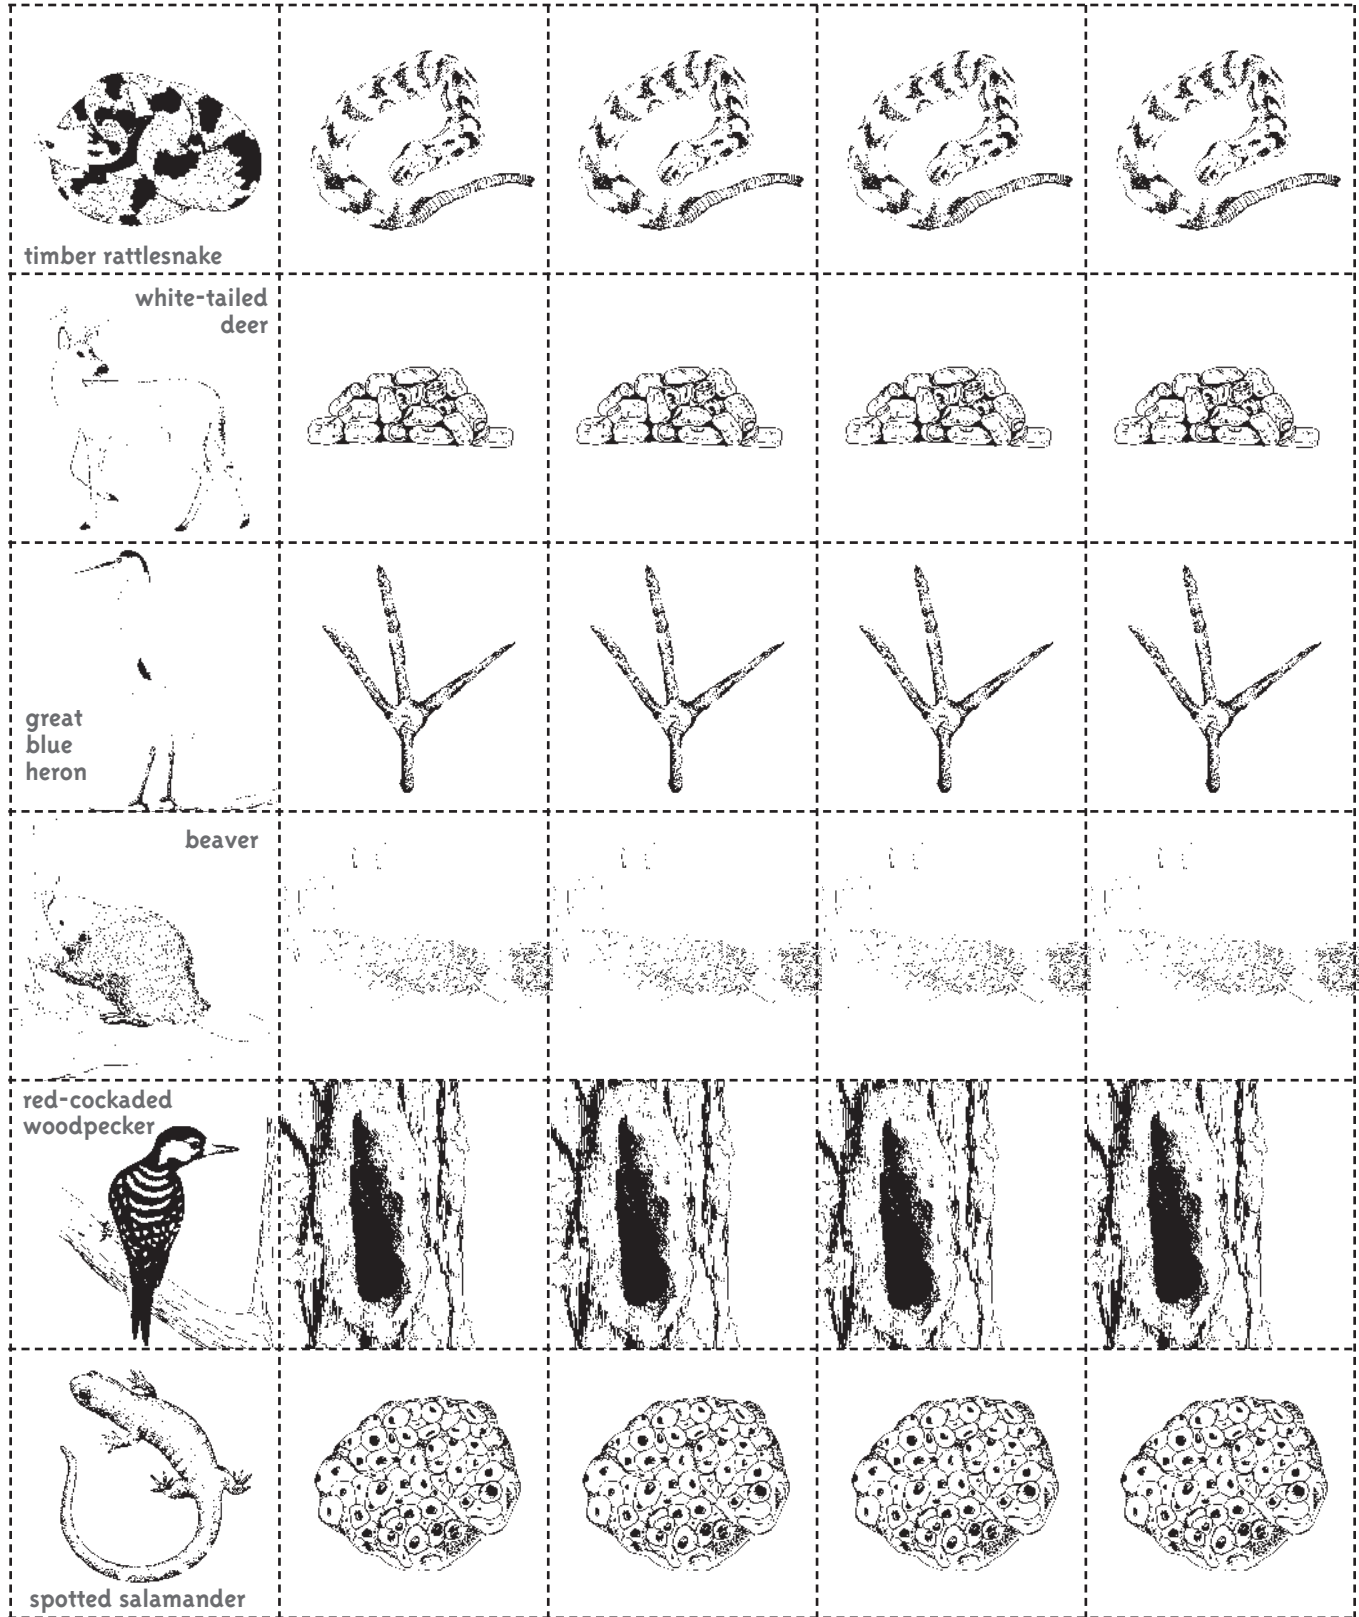 timber rattlesnake
white-tailed
deer
great
blue
heron
beaver
red-cockaded
woodpecker
spotted salamander